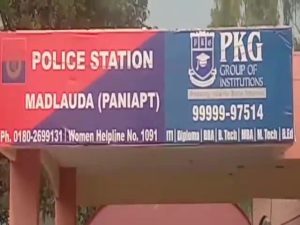 POLICE STATION
MADLAUDA (PANIAPT)
Ph. 0180-2699131 Women Helpline No. 1091
PKG
GROUP OF
INSTITUTIONS
99999-97514
ITI | Diploma | BBA | B. Tech | MBA | M. Tech | B.Ed